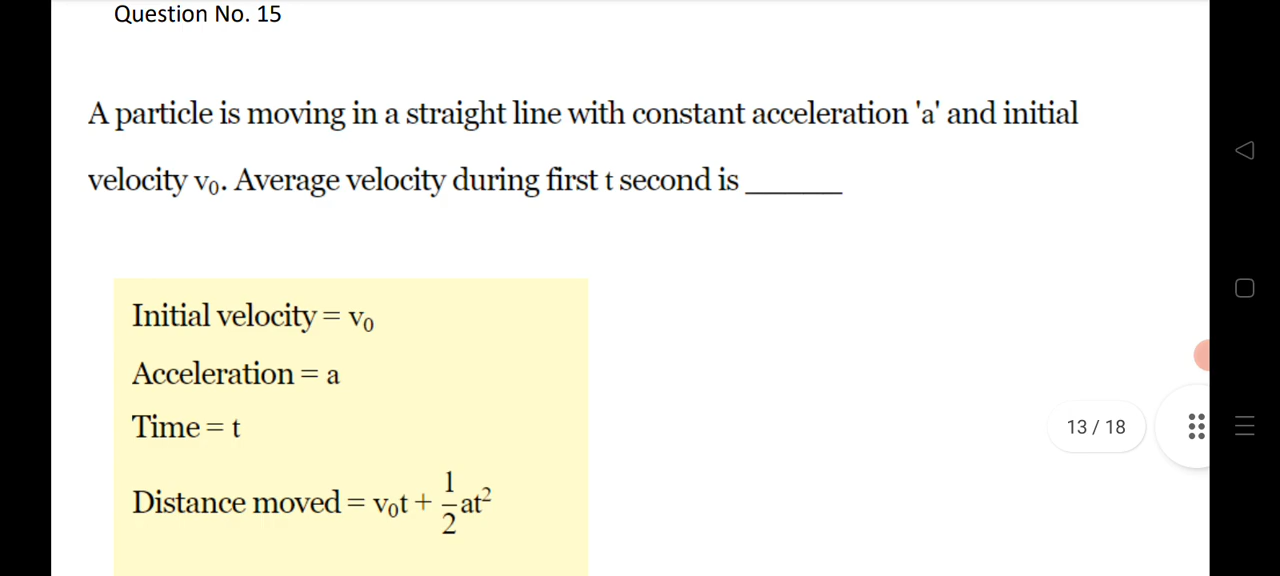 Question No. 15
A particle is moving in a straight line with constant acceleration 'a' and initial
velocity v₀. Average velocity during first t second is ______
Initial velocity = v₀
Acceleration = a
Time = t
Distance moved = v₀t + 1/2 at²
13 / 18